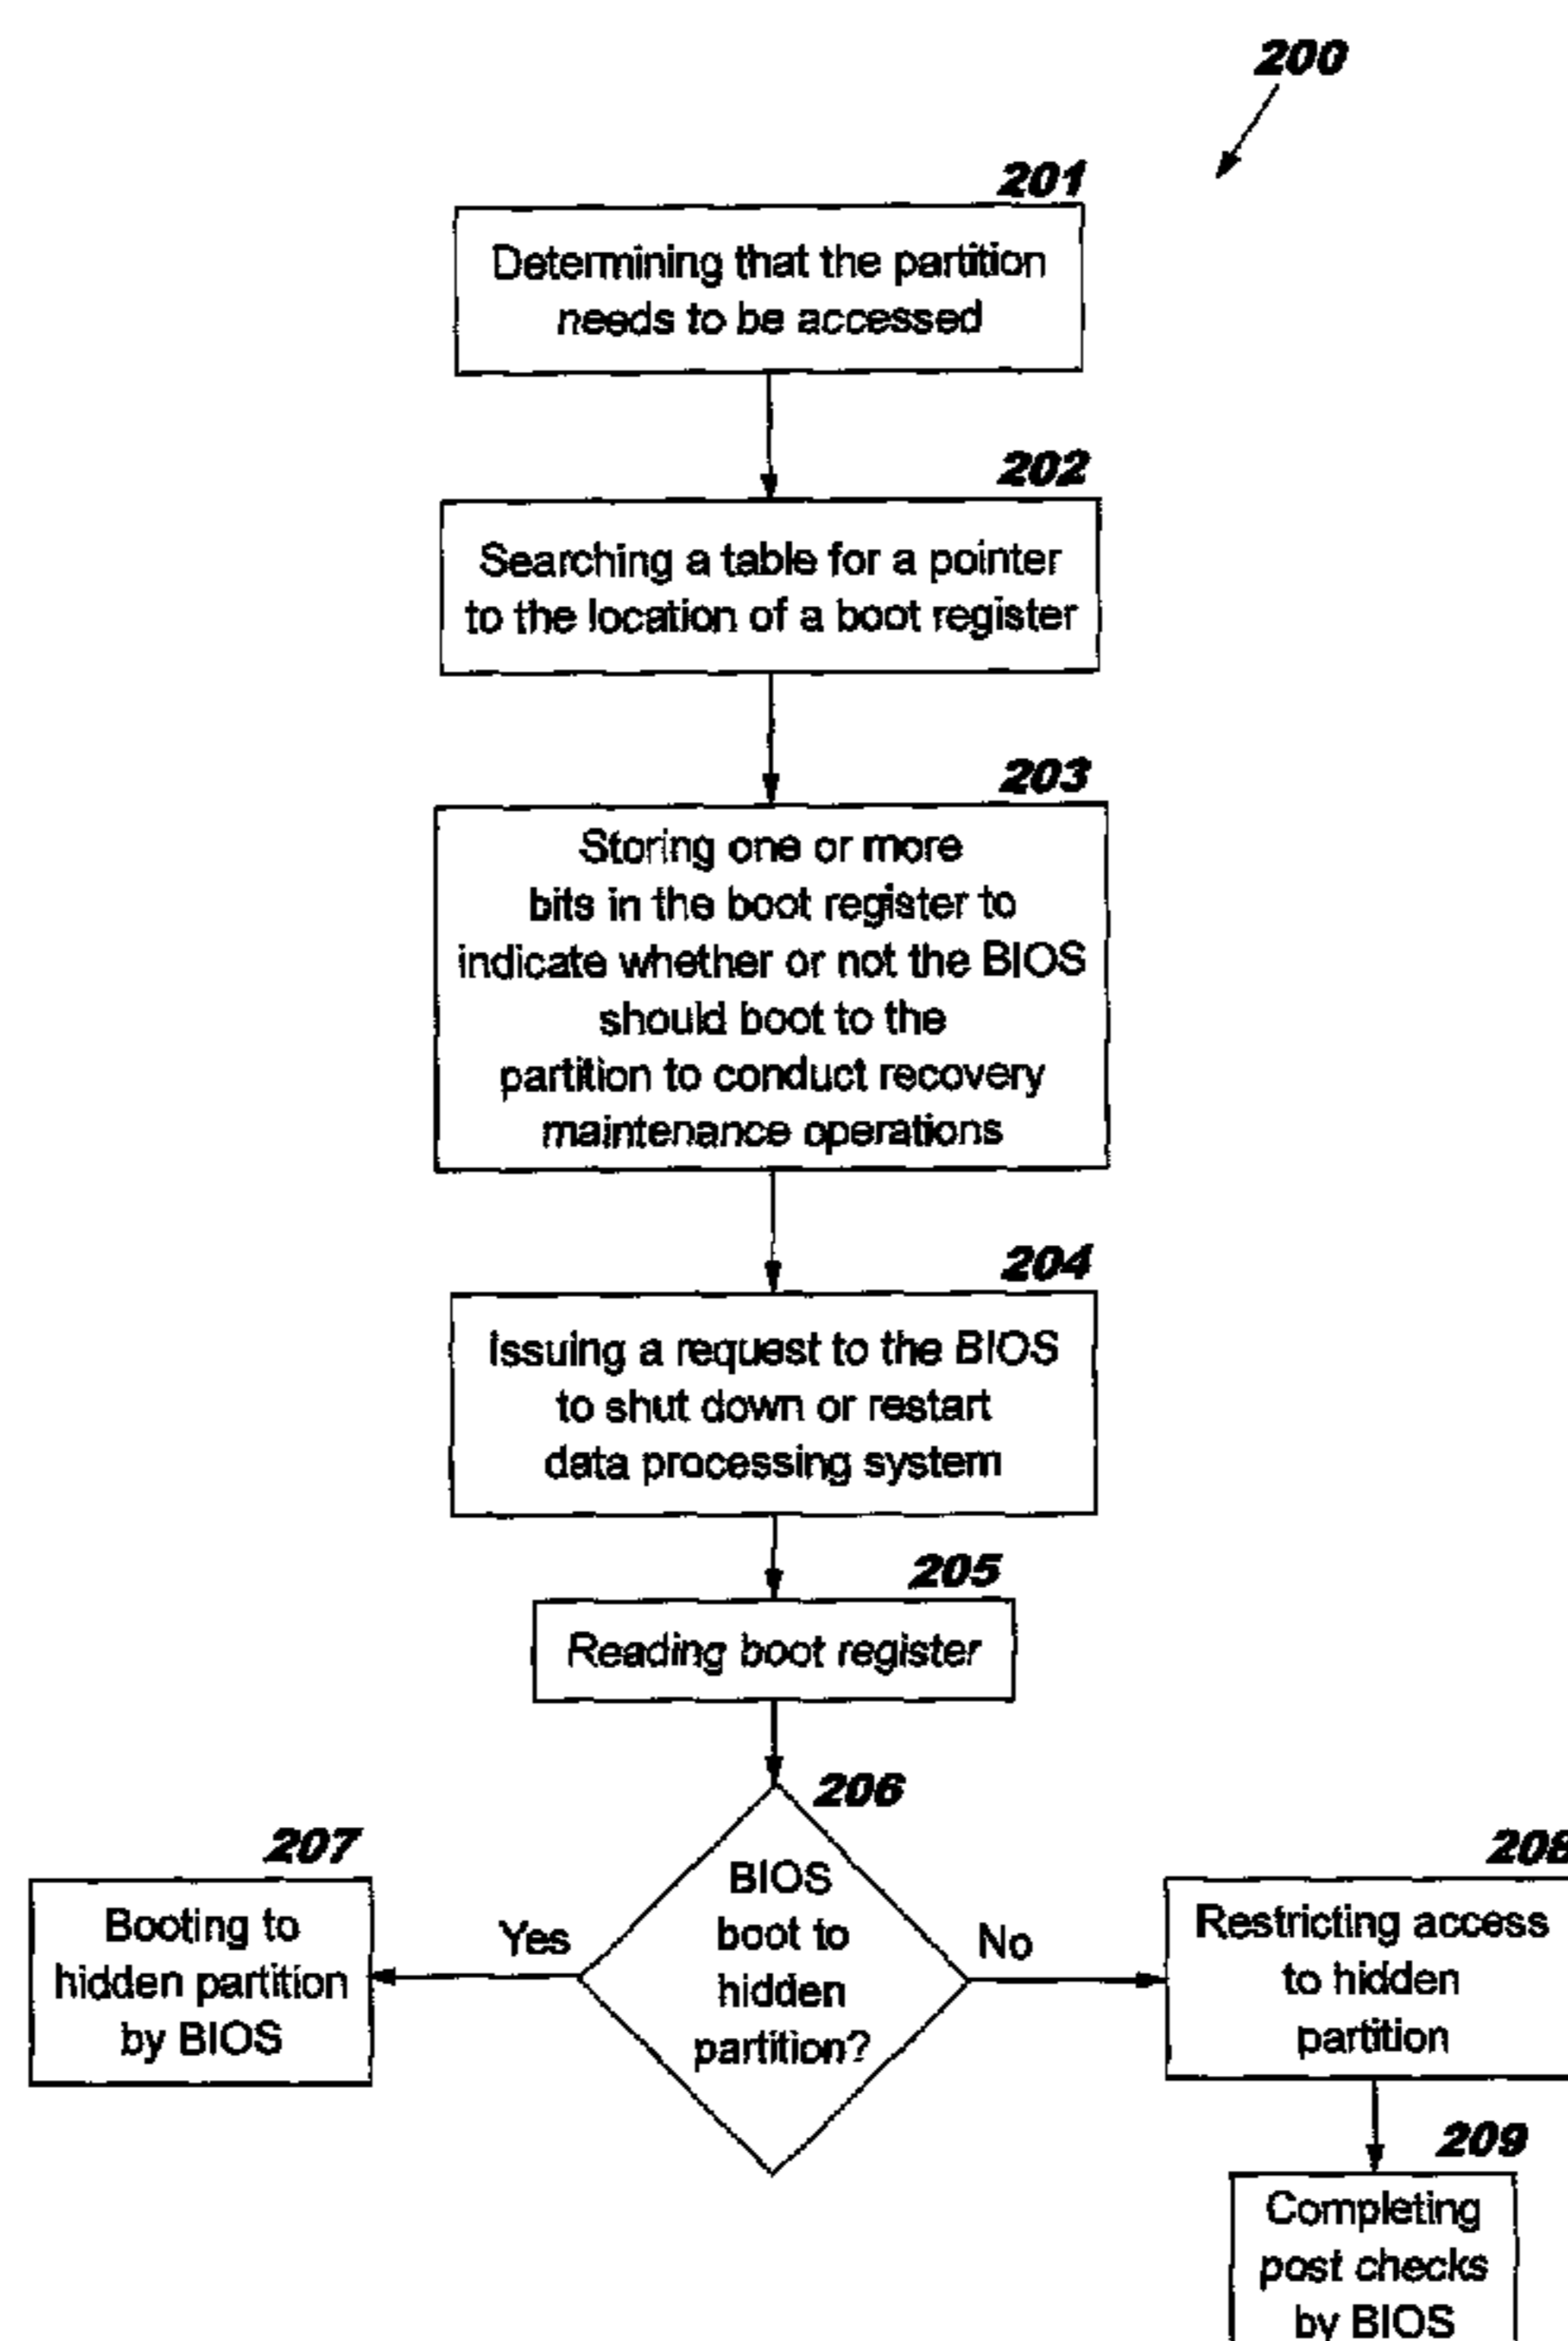 200
201
Determining that the partition
needs to be accessed
202
Searching a table for a pointer
to the location of a boot register
203
Storing one or more
bits in the boot register to
indicate whether or not the BIOS
should boot to the
partition to conduct recovery
maintenance operations
204
Issuing a request to the BIOS
to shut down or restart
data processing system
205
Reading boot register
206
BIOS
boot to
hidden
partition?
Yes
207
Booting to
hidden partition
by BIOS
No
208
Restricting access
to hidden
partition
209
Completing
post checks
by BIOS